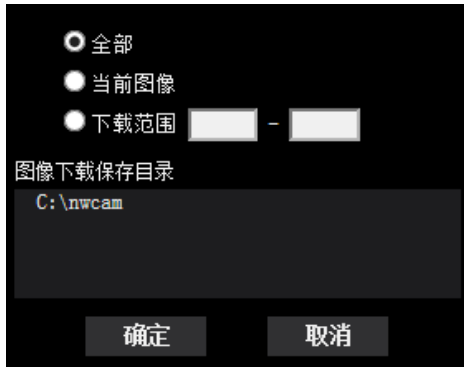 全部
当前图像
下载范围 -
图像下载保存目录
C:\nwcam
确定 取消